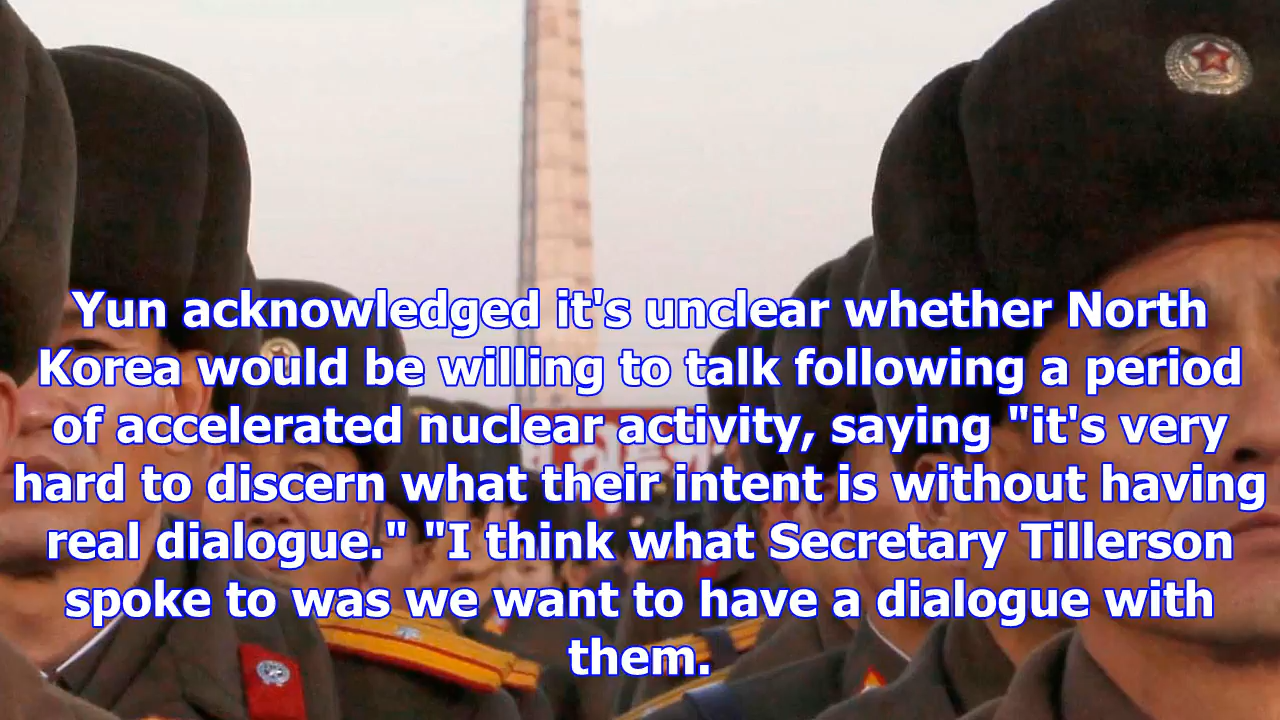 Yun acknowledged it's unclear whether North
Korea would be willing to talk following a period
of accelerated nuclear activity, saying "it's very
hard to discern what their intent is without having
real dialogue." "I think what Secretary Tillerson
spoke to was we want to have a dialogue with
them.